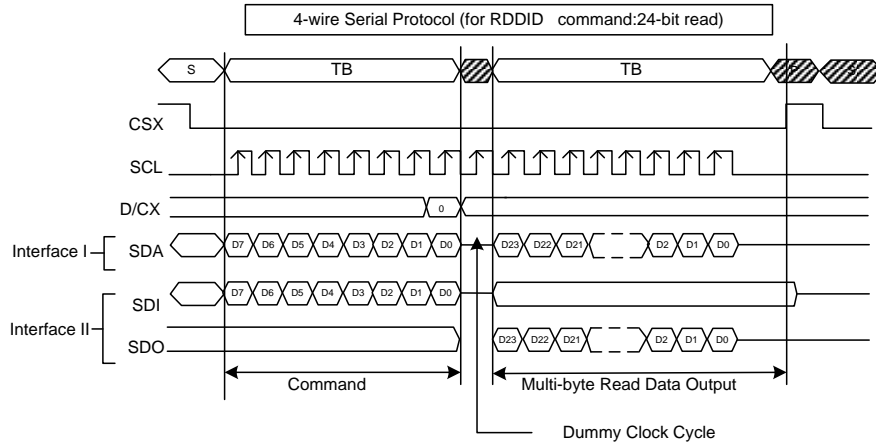 4-wire Serial Protocol (for RDDID command:24-bit read)
S TB TB P S
CSX
SCL
D/CX 0
Interface I SDA D7 D6 D5 D4 D3 D2 D1 D0 D23 D22 D21 D2 D1 D0
SDI D7 D6 D5 D4 D3 D2 D1 D0
Interface II
SDO D23 D22 D21 D2 D1 D0
Command Multi-byte Read Data Output
Dummy Clock Cycle